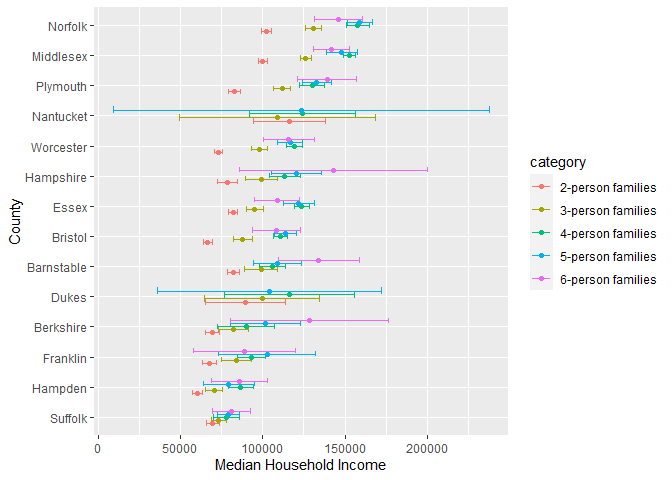 County
Norfolk
Middlesex
Plymouth
Nantucket
Worcester
Hampshire
Essex
Bristol
Barnstable
Dukes
Berkshire
Franklin
Hampden
Suffolk
0 50000 100000 150000 200000
Median Household Income
category
2-person families
3-person families
4-person families
5-person families
6-person families